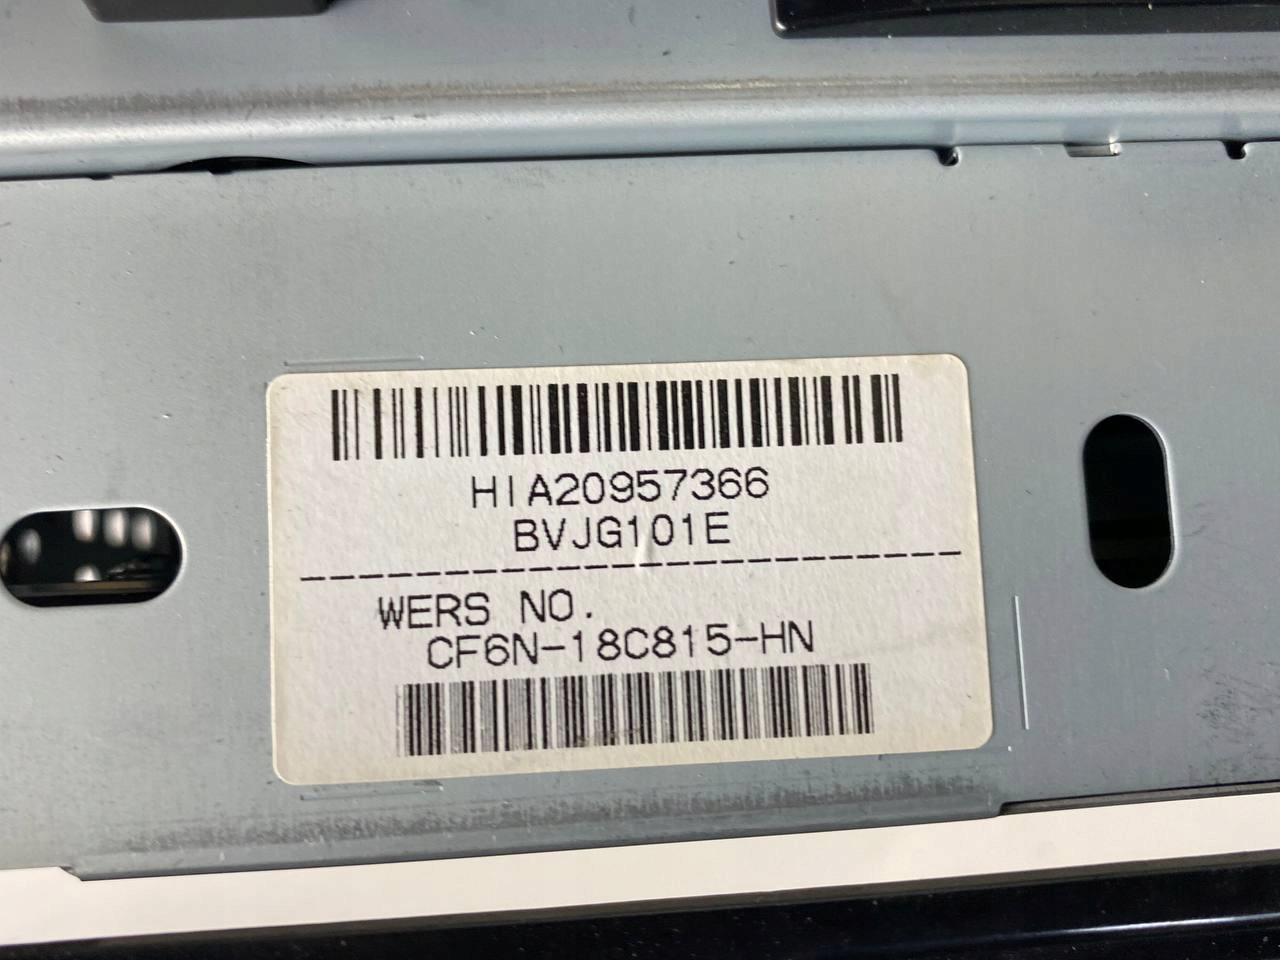 HIA20957366
BVJG101E
WERS NO.
CF6N-18C815-HN